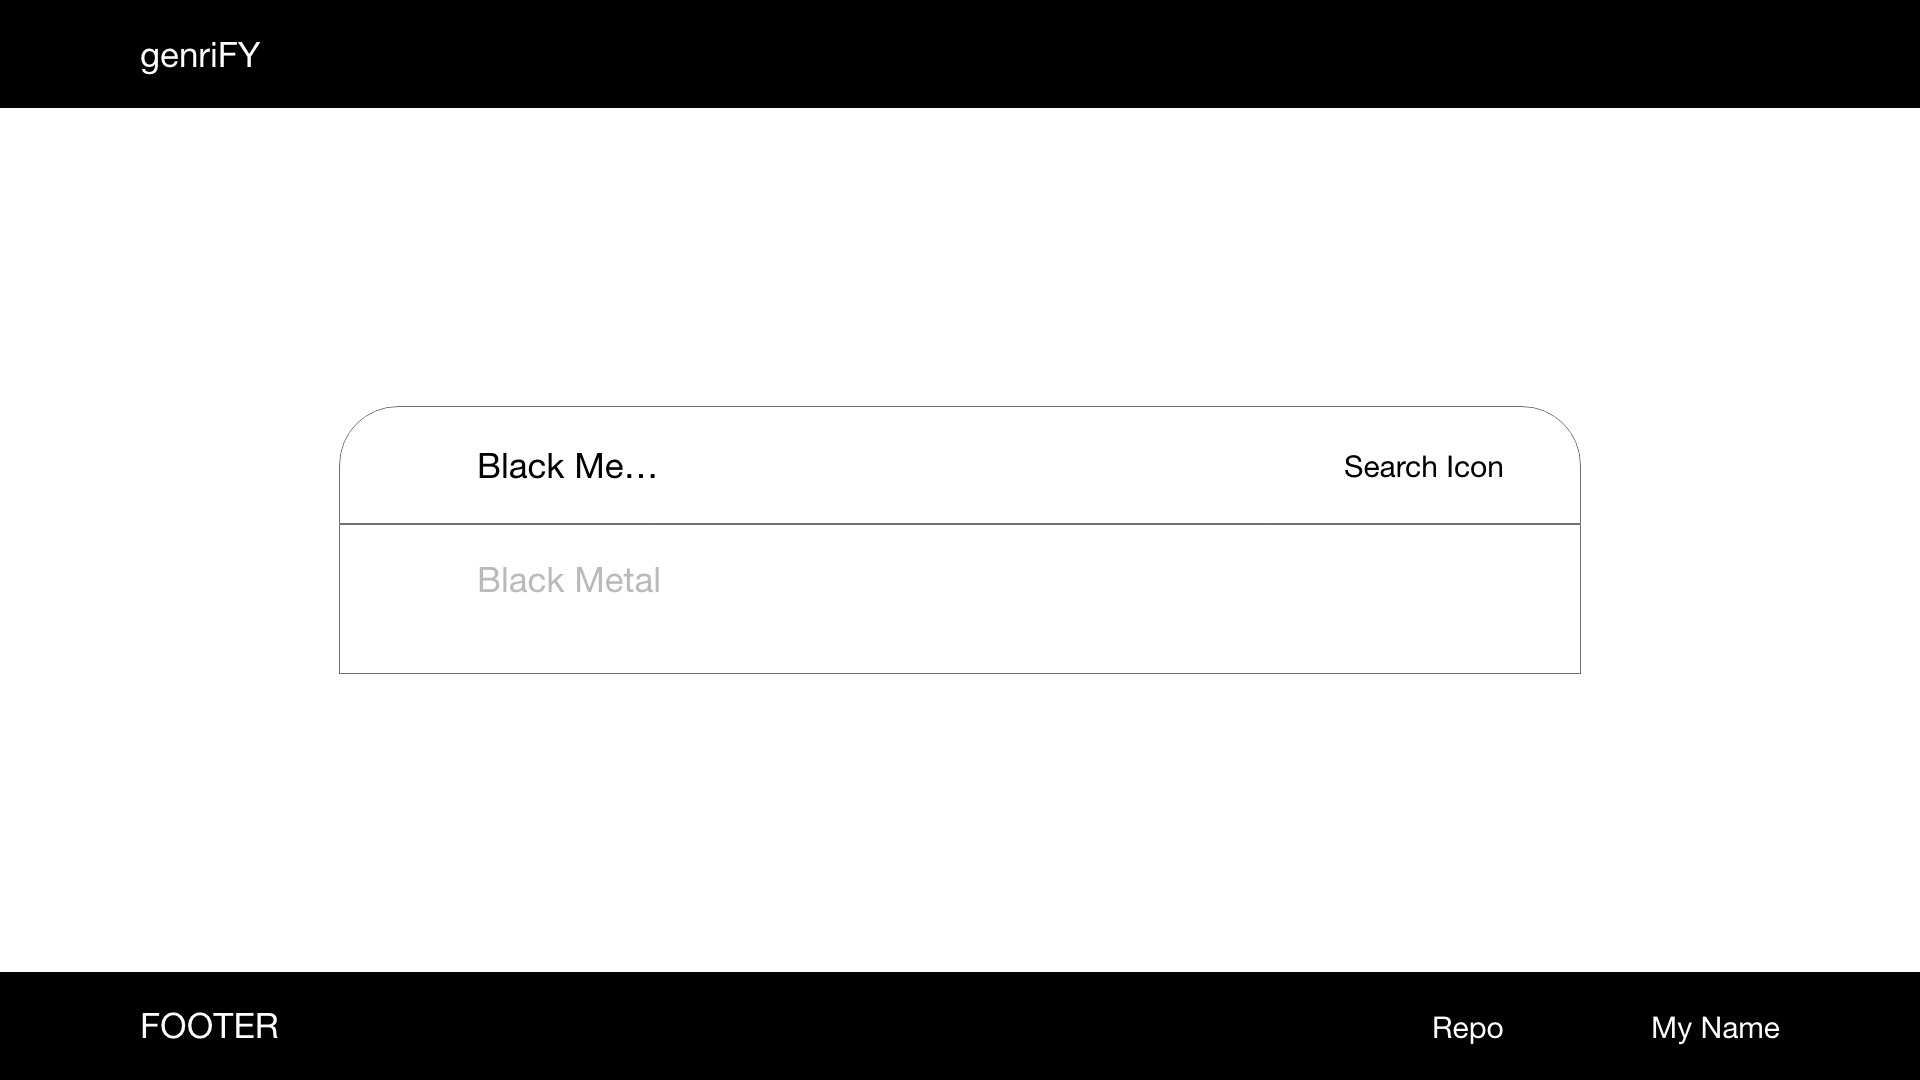 genriFY
Black Me...
Search Icon
Black Metal
FOOTER
Repo
My Name